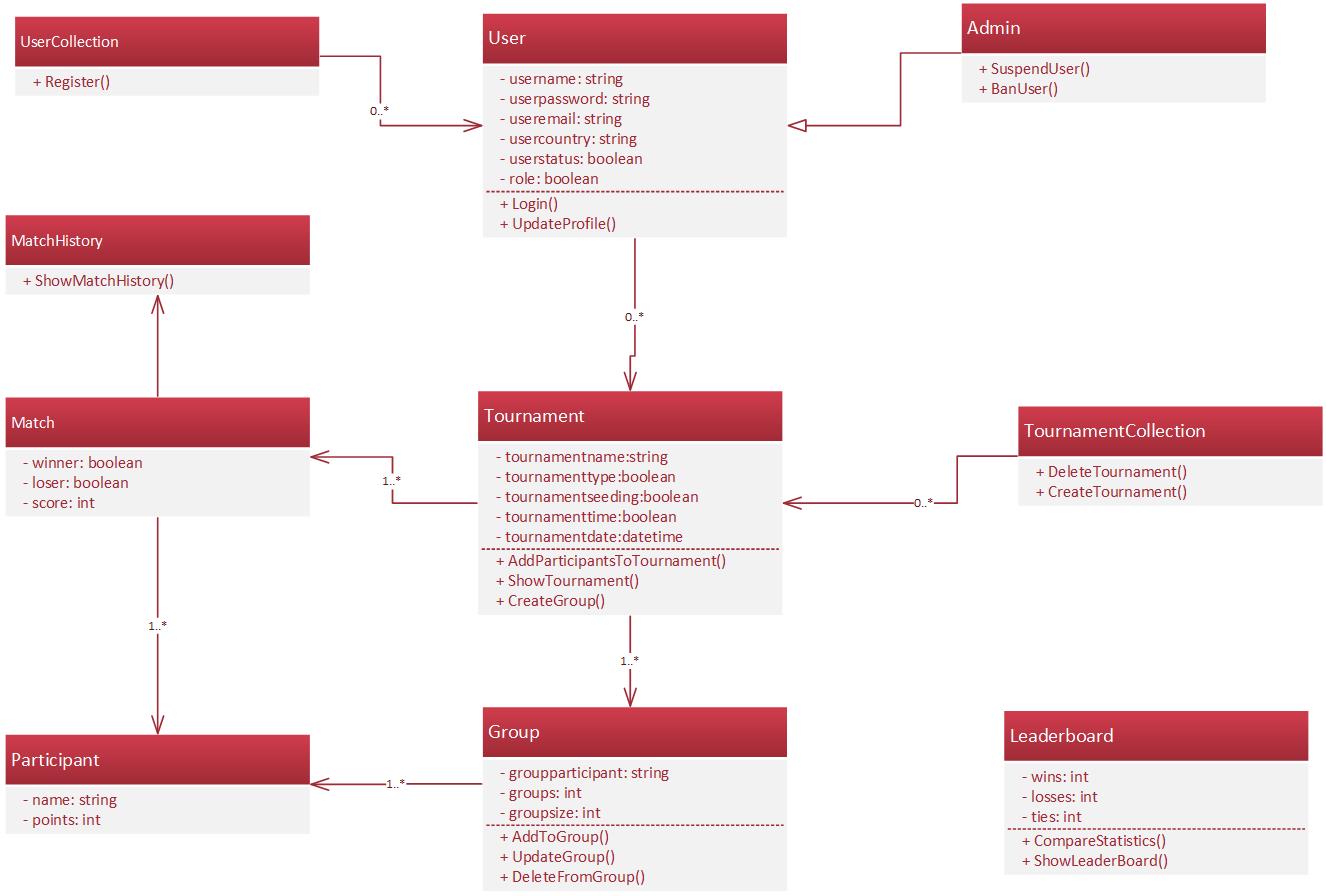 UserCollection
+ Register()
0..*
User
- username: string
- userpassword: string
- useremail: string
- usercountry: string
- userstatus: boolean
- role: boolean
+ Login()
+ UpdateProfile()
Admin
+ SuspendUser()
+ BanUser()
MatchHistory
+ ShowMatchHistory()
0..*
Match
- winner: boolean
- loser: boolean
- score: int
1..*
Tournament
- tournamentname:string
- tournamenttype:boolean
- tournamentseeding:boolean
- tournamenttime:boolean
- tournamentdate:datetime
+ AddParticipantsToTournament()
+ ShowTournament()
+ CreateGroup()
0..*
TournamentCollection
+ DeleteTournament()
+ CreateTournament()
1..*
1..*
Participant
- name: string
- points: int
1..*
Group
- groupparticipant: string
- groups: int
- groupsize: int
+ AddToGroup()
+ UpdateGroup()
+ DeleteFromGroup()
Leaderboard
- wins: int
- losses: int
- ties: int
+ CompareStatistics()
+ ShowLeaderBoard()